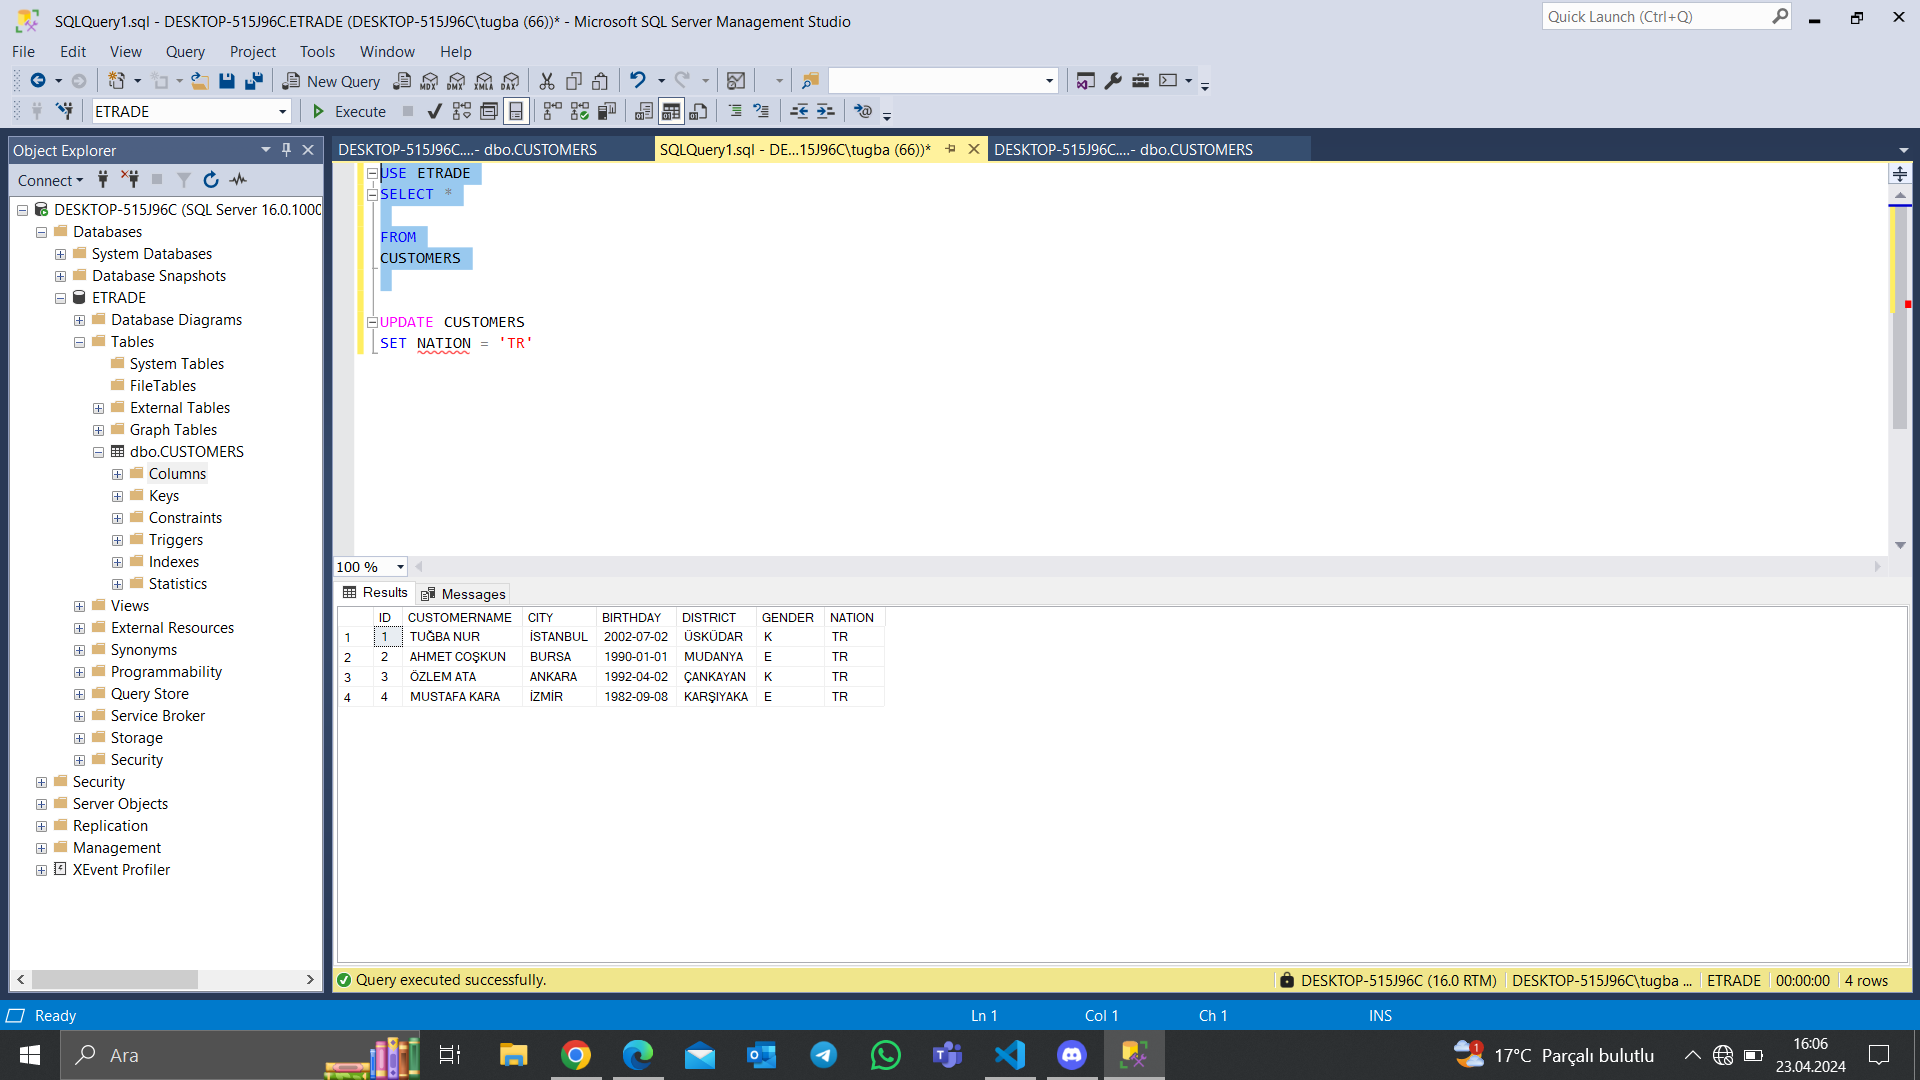 SQLQuery1.sql - DESKTOP-515J96C.ETRADE (DESKTOP-515J96C\tugba (66))* - Microsoft SQL Server Management Studio
Quick Launch (Ctrl+Q)
File Edit View Query Project Tools Window Help
New Query MDX DMX XMLA DAX
ETRADE Execute
Object Explorer
Connect
DESKTOP-515J96C (SQL Server 16.0.1000
Databases
System Databases
Database Snapshots
ETRADE
Database Diagrams
Tables
System Tables
FileTables
External Tables
Graph Tables
dbo.CUSTOMERS
Columns
Keys
Constraints
Triggers
Indexes
Statistics
Views
External Resources
Synonyms
Programmability
Query Store
Service Broker
Storage
Security
Security
Server Objects
Replication
Management
XEvent Profiler
DESKTOP-515J96C....- dbo.CUSTOMERS SQLQuery1.sql - DE...15J96C\tugba (66))* DESKTOP-515J96C....- dbo.CUSTOMERS
USE ETRADE
SELECT *
FROM
CUSTOMERS
UPDATE CUSTOMERS
SET NATION = 'TR'
100 %
Results Messages
ID CUSTOMERNAME CITY BIRTHDAY DISTRICT GENDER NATION
1 1 TUĞBA NUR İSTANBUL 2002-07-02 ÜSKÜDAR K TR
2 2 AHMET COŞKUN BURSA 1990-01-01 MUDANYA E TR
3 3 ÖZLEM ATA ANKARA 1992-04-02 ÇANKAYAN K TR
4 4 MUSTAFA KARA İZMİR 1982-09-08 KARŞIYAKA E TR
Query executed successfully. DESKTOP-515J96C (16.0 RTM) DESKTOP-515J96C\tugba ... ETRADE 00:00:00 4 rows
Ready Ln 1 Col 1 Ch 1 INS
Ara
1 17°C Parçalı bulutlu 16:06
23.04.2024